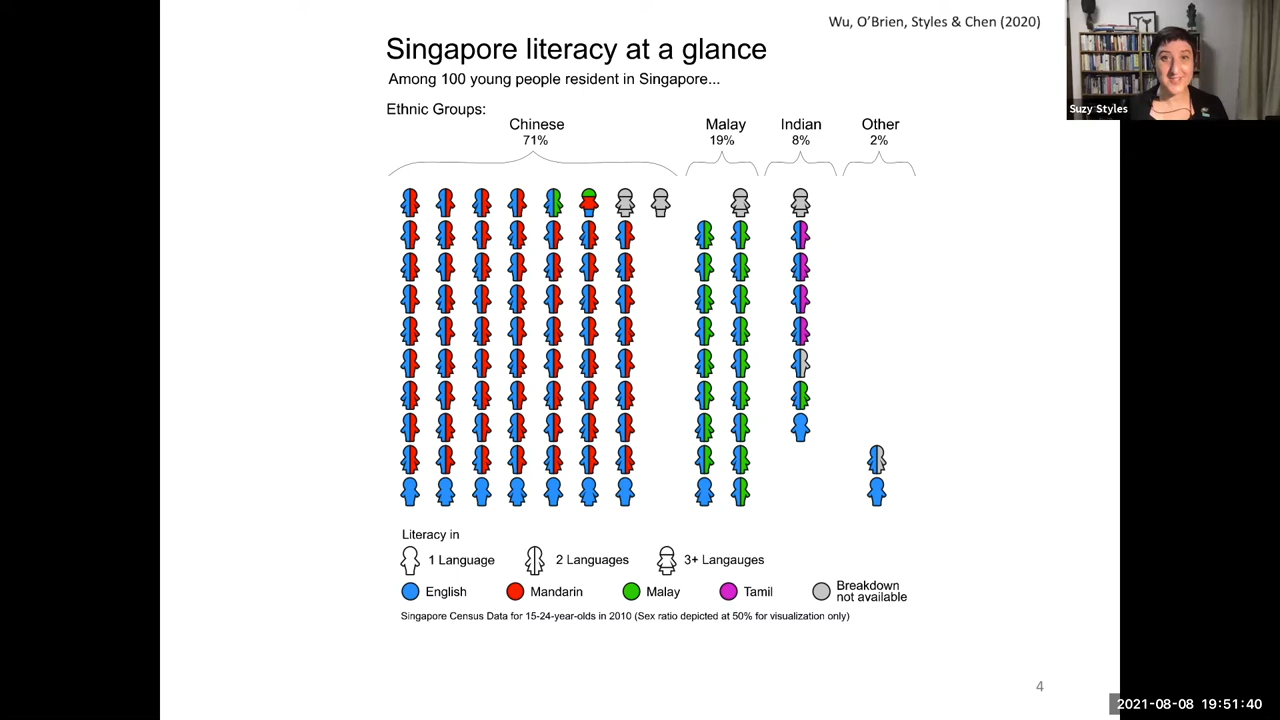 Wu, O’Brien, Styles & Chen (2020)
Singapore literacy at a glance
Among 100 young people resident in Singapore...
Ethnic Groups:
Chinese
71%
Malay
19%
Indian
8%
Other
2%
Literacy in
1 Language
2 Languages
3+ Langauges
English
Mandarin
Malay
Tamil
Breakdown
not available
Singapore Census Data for 15-24-year-olds in 2010 (Sex ratio depicted at 50% for visualization only)
4
Suzy Styles
2021-08-08 19:51:40